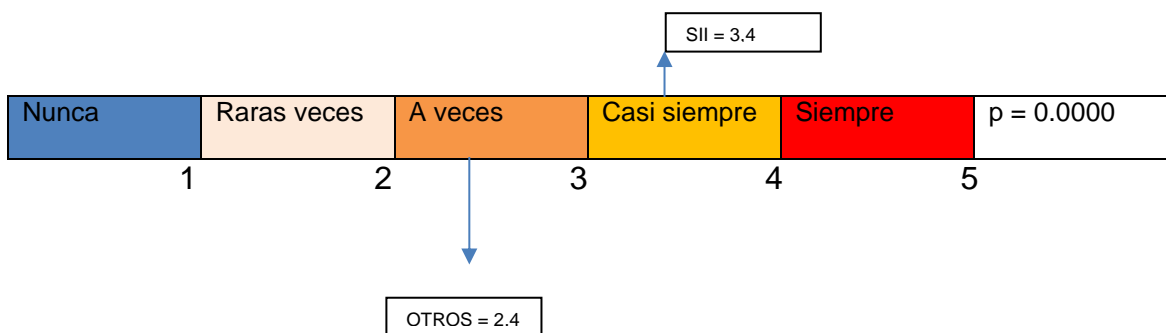 SII = 3.4
Nunca Raras veces A veces Casi siempre Siempre p = 0.0000
1 2 3 4 5
OTROS = 2.4